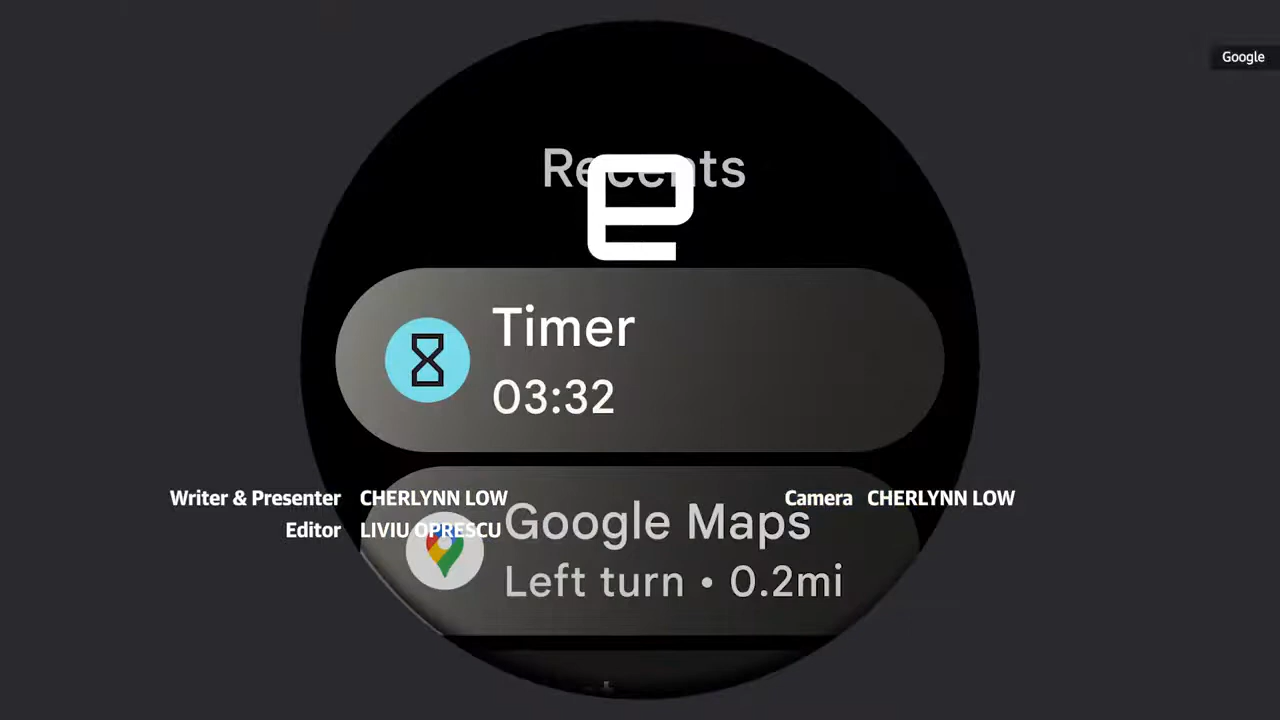 Google
Recents
e
Timer
03:32
Writer & Presenter CHERLYNN LOW
Camera CHERLYNN LOW
Editor LIVIU OPRESCU
Google Maps
Left turn • 0.2mi